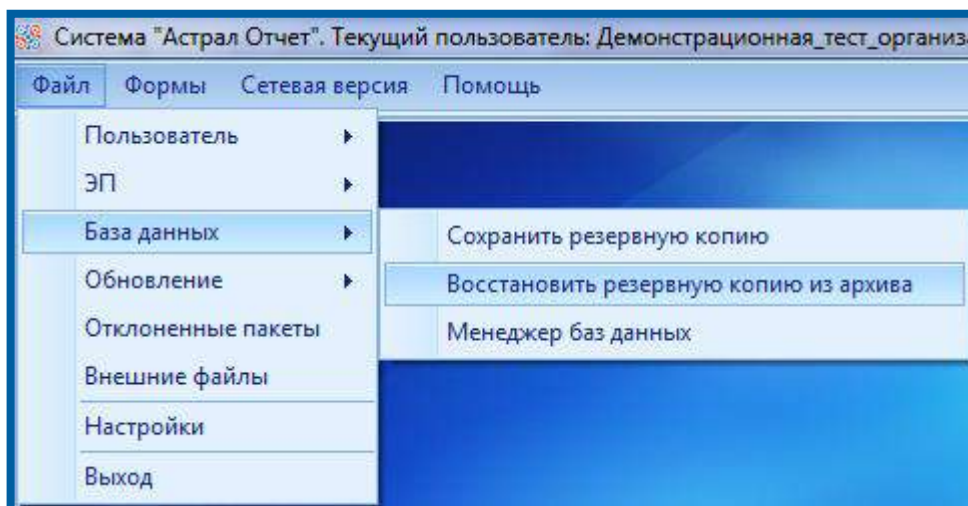 Система "Астрал Отчет". Текущий пользователь: Демонстрационная_тест_организ
Файл Формы Сетевая версия Помощь
Пользователь
ЭП
База данных
Сохранить резервную копию
Обновление
Восстановить резервную копию из архива
Отклоненные пакеты
Менеджер баз данных
Внешние файлы
Настройки
Выход